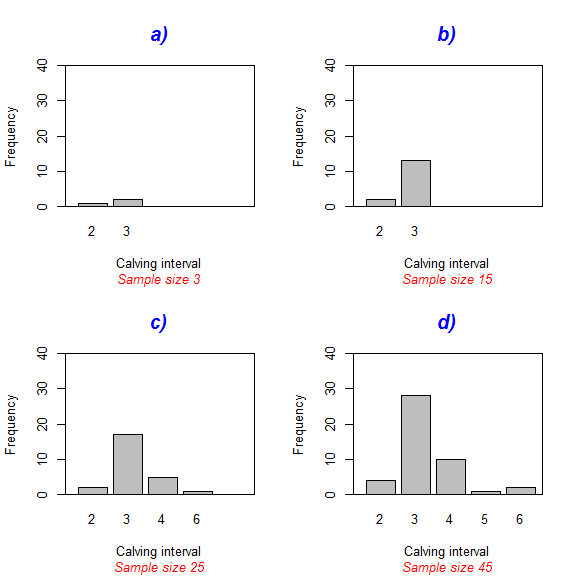 a)
Frequency
0 10 20 30 40
2 3
Calving interval
Sample size 3
b)
Frequency
0 10 20 30 40
2 3
Calving interval
Sample size 15
c)
Frequency
0 10 20 30 40
2 3 4 6
Calving interval
Sample size 25
d)
Frequency
0 10 20 30 40
2 3 4 5 6
Calving interval
Sample size 45